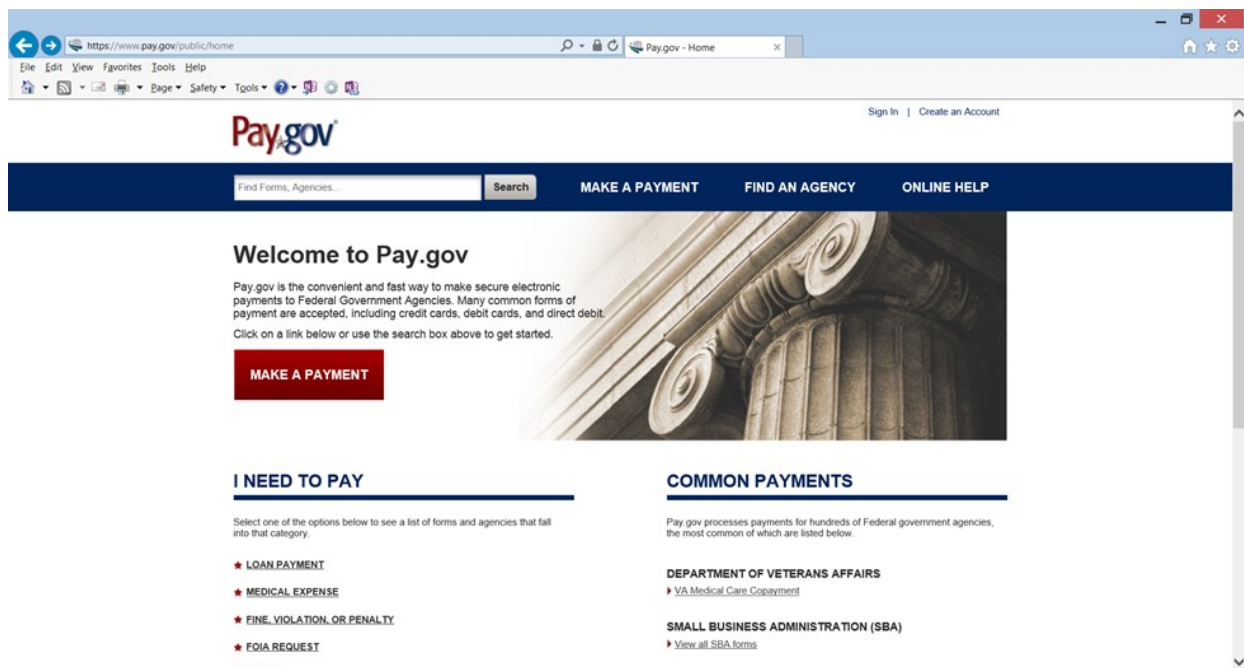 https://www.pay.gov/public/home
Pay.gov - Home
File Edit View Favorites Tools Help
Page Safety Tools
Sign In | Create an Account
Pay.gov
Find Forms, Agencies...
Search
MAKE A PAYMENT
FIND AN AGENCY
ONLINE HELP
Welcome to Pay.gov
Pay.gov is the convenient and fast way to make secure electronic
payments to Federal Government Agencies. Many common forms of
payment are accepted, including credit cards, debit cards, and direct debit.
Click on a link below or use the search box above to get started.
MAKE A PAYMENT
I NEED TO PAY
Select one of the options below to see a list of forms and agencies that fall
into that category.
LOAN PAYMENT
MEDICAL EXPENSE
FINE, VIOLATION, OR PENALTY
FOIA REQUEST
COMMON PAYMENTS
Pay.gov processes payments for hundreds of Federal government agencies,
the most common of which are listed below.
DEPARTMENT OF VETERANS AFFAIRS
VA Medical Care Copayment
SMALL BUSINESS ADMINISTRATION (SBA)
View all SBA forms